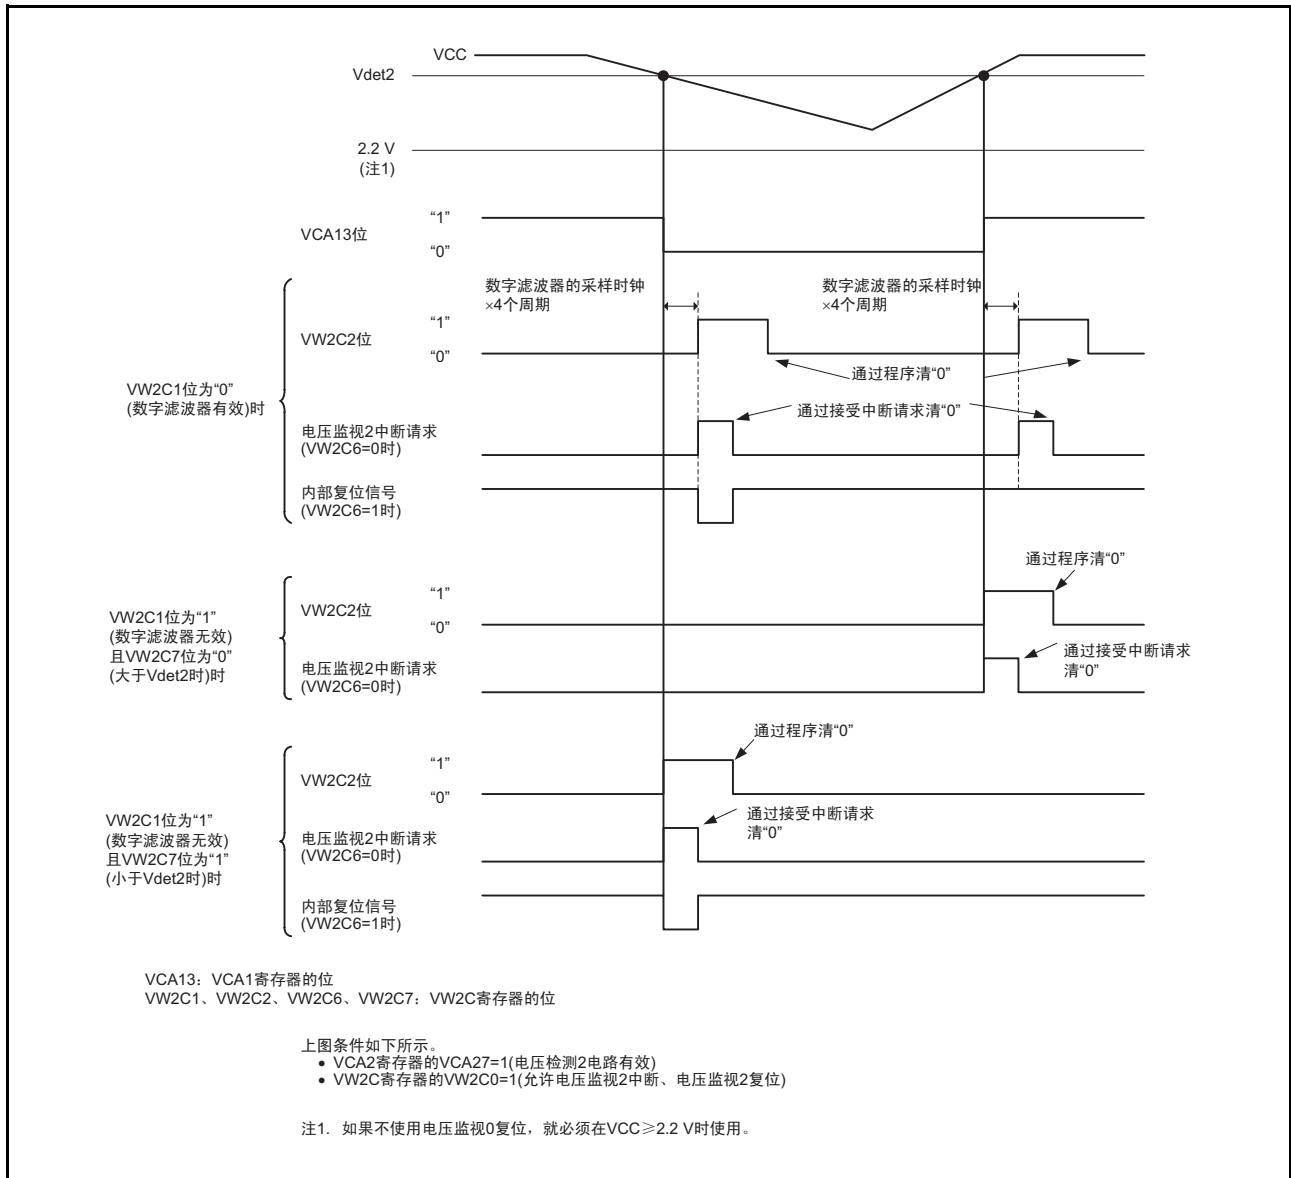 VCC
Vdet2
2.2 V
(注1)
VCA13位
“1”
“0”
数字滤波器的采样时钟
×4个周期
数字滤波器的采样时钟
×4个周期
VW2C1位为“0”
(数字滤波器有效)时
VW2C2位
“1”
“0”
通过程序清“0”
通过接受中断请求清“0”
电压监视2中断请求
(VW2C6=0时)
内部复位信号
(VW2C6=1时)
VW2C1位为“1”
(数字滤波器无效)
且VW2C7位为“0”
(大于Vdet2时)时
VW2C2位
“1”
“0”
通过程序清“0”
电压监视2中断请求
(VW2C6=0时)
通过接受中断请求
清“0”
VW2C1位为“1”
(数字滤波器无效)
且VW2C7位为“1”
(小于Vdet2时)时
VW2C2位
“1”
“0”
通过程序清“0”
电压监视2中断请求
(VW2C6=0时)
通过接受中断请求
清“0”
内部复位信号
(VW2C6=1时)
VCA13：VCA1寄存器的位
VW2C1、VW2C2、VW2C6、VW2C7：VW2C寄存器的位
上图条件如下所示。
● VCA2寄存器的VCA27=1(电压检测2电路有效)
● VW2C寄存器的VW2C0=1(允许电压监视2中断、电压监视2复位)
注1. 如果不使用电压监视0复位，就必须在VCC≥2.2 V时使用。